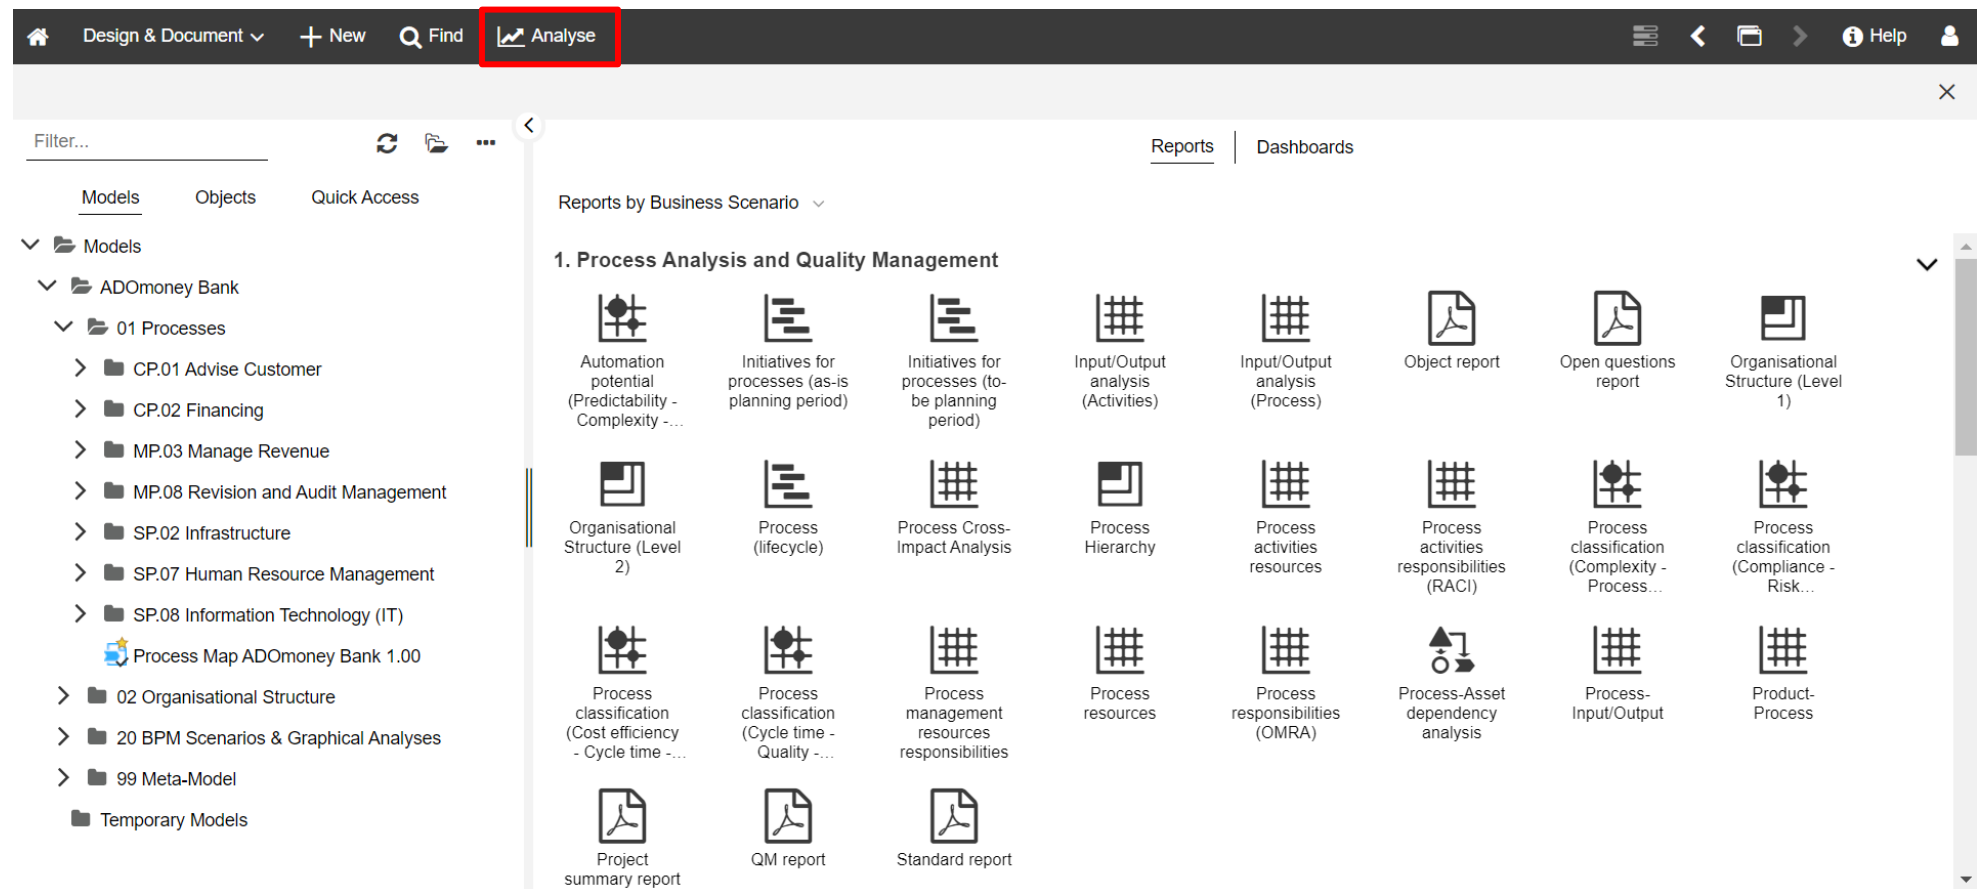 Design & Document
New
Find
Analyse
Help
Filter...
Reports
Dashboards
Models
Objects
Quick Access
Reports by Business Scenario
Models
ADOmoney Bank
01 Processes
CP.01 Advise Customer
CP.02 Financing
MP.03 Manage Revenue
MP.08 Revision and Audit Management
SP.02 Infrastructure
SP.07 Human Resource Management
SP.08 Information Technology (IT)
Process Map ADOmoney Bank 1.00
02 Organisational Structure
20 BPM Scenarios & Graphical Analyses
99 Meta-Model
Temporary Models
1. Process Analysis and Quality Management
Automation
potential
(Predictability -
Complexity -...
Initiatives for
processes (as-is
planning period)
Initiatives for
processes (to-
be planning
period)
Input/Output
analysis
(Activities)
Input/Output
analysis
(Process)
Object report
Open questions
report
Organisational
Structure (Level
1)
Organisational
Structure (Level
2)
Process
(lifecycle)
Process Cross-
Impact Analysis
Process
Hierarchy
Process
activities
resources
Process
activities
responsibilities
(RACI)
Process
classification
(Complexity -
Process...
Process
classification
(Compliance -
Risk...
Process
classification
(Cost efficiency
- Cycle time -...
Process
classification
(Cycle time -
Quality -...
Process
management
resources
responsibilities
Process
resources
Process
responsibilities
(OMRA)
Process-Asset
dependency
analysis
Process-
Input/Output
Product-
Process
Project
summary report
QM report
Standard report